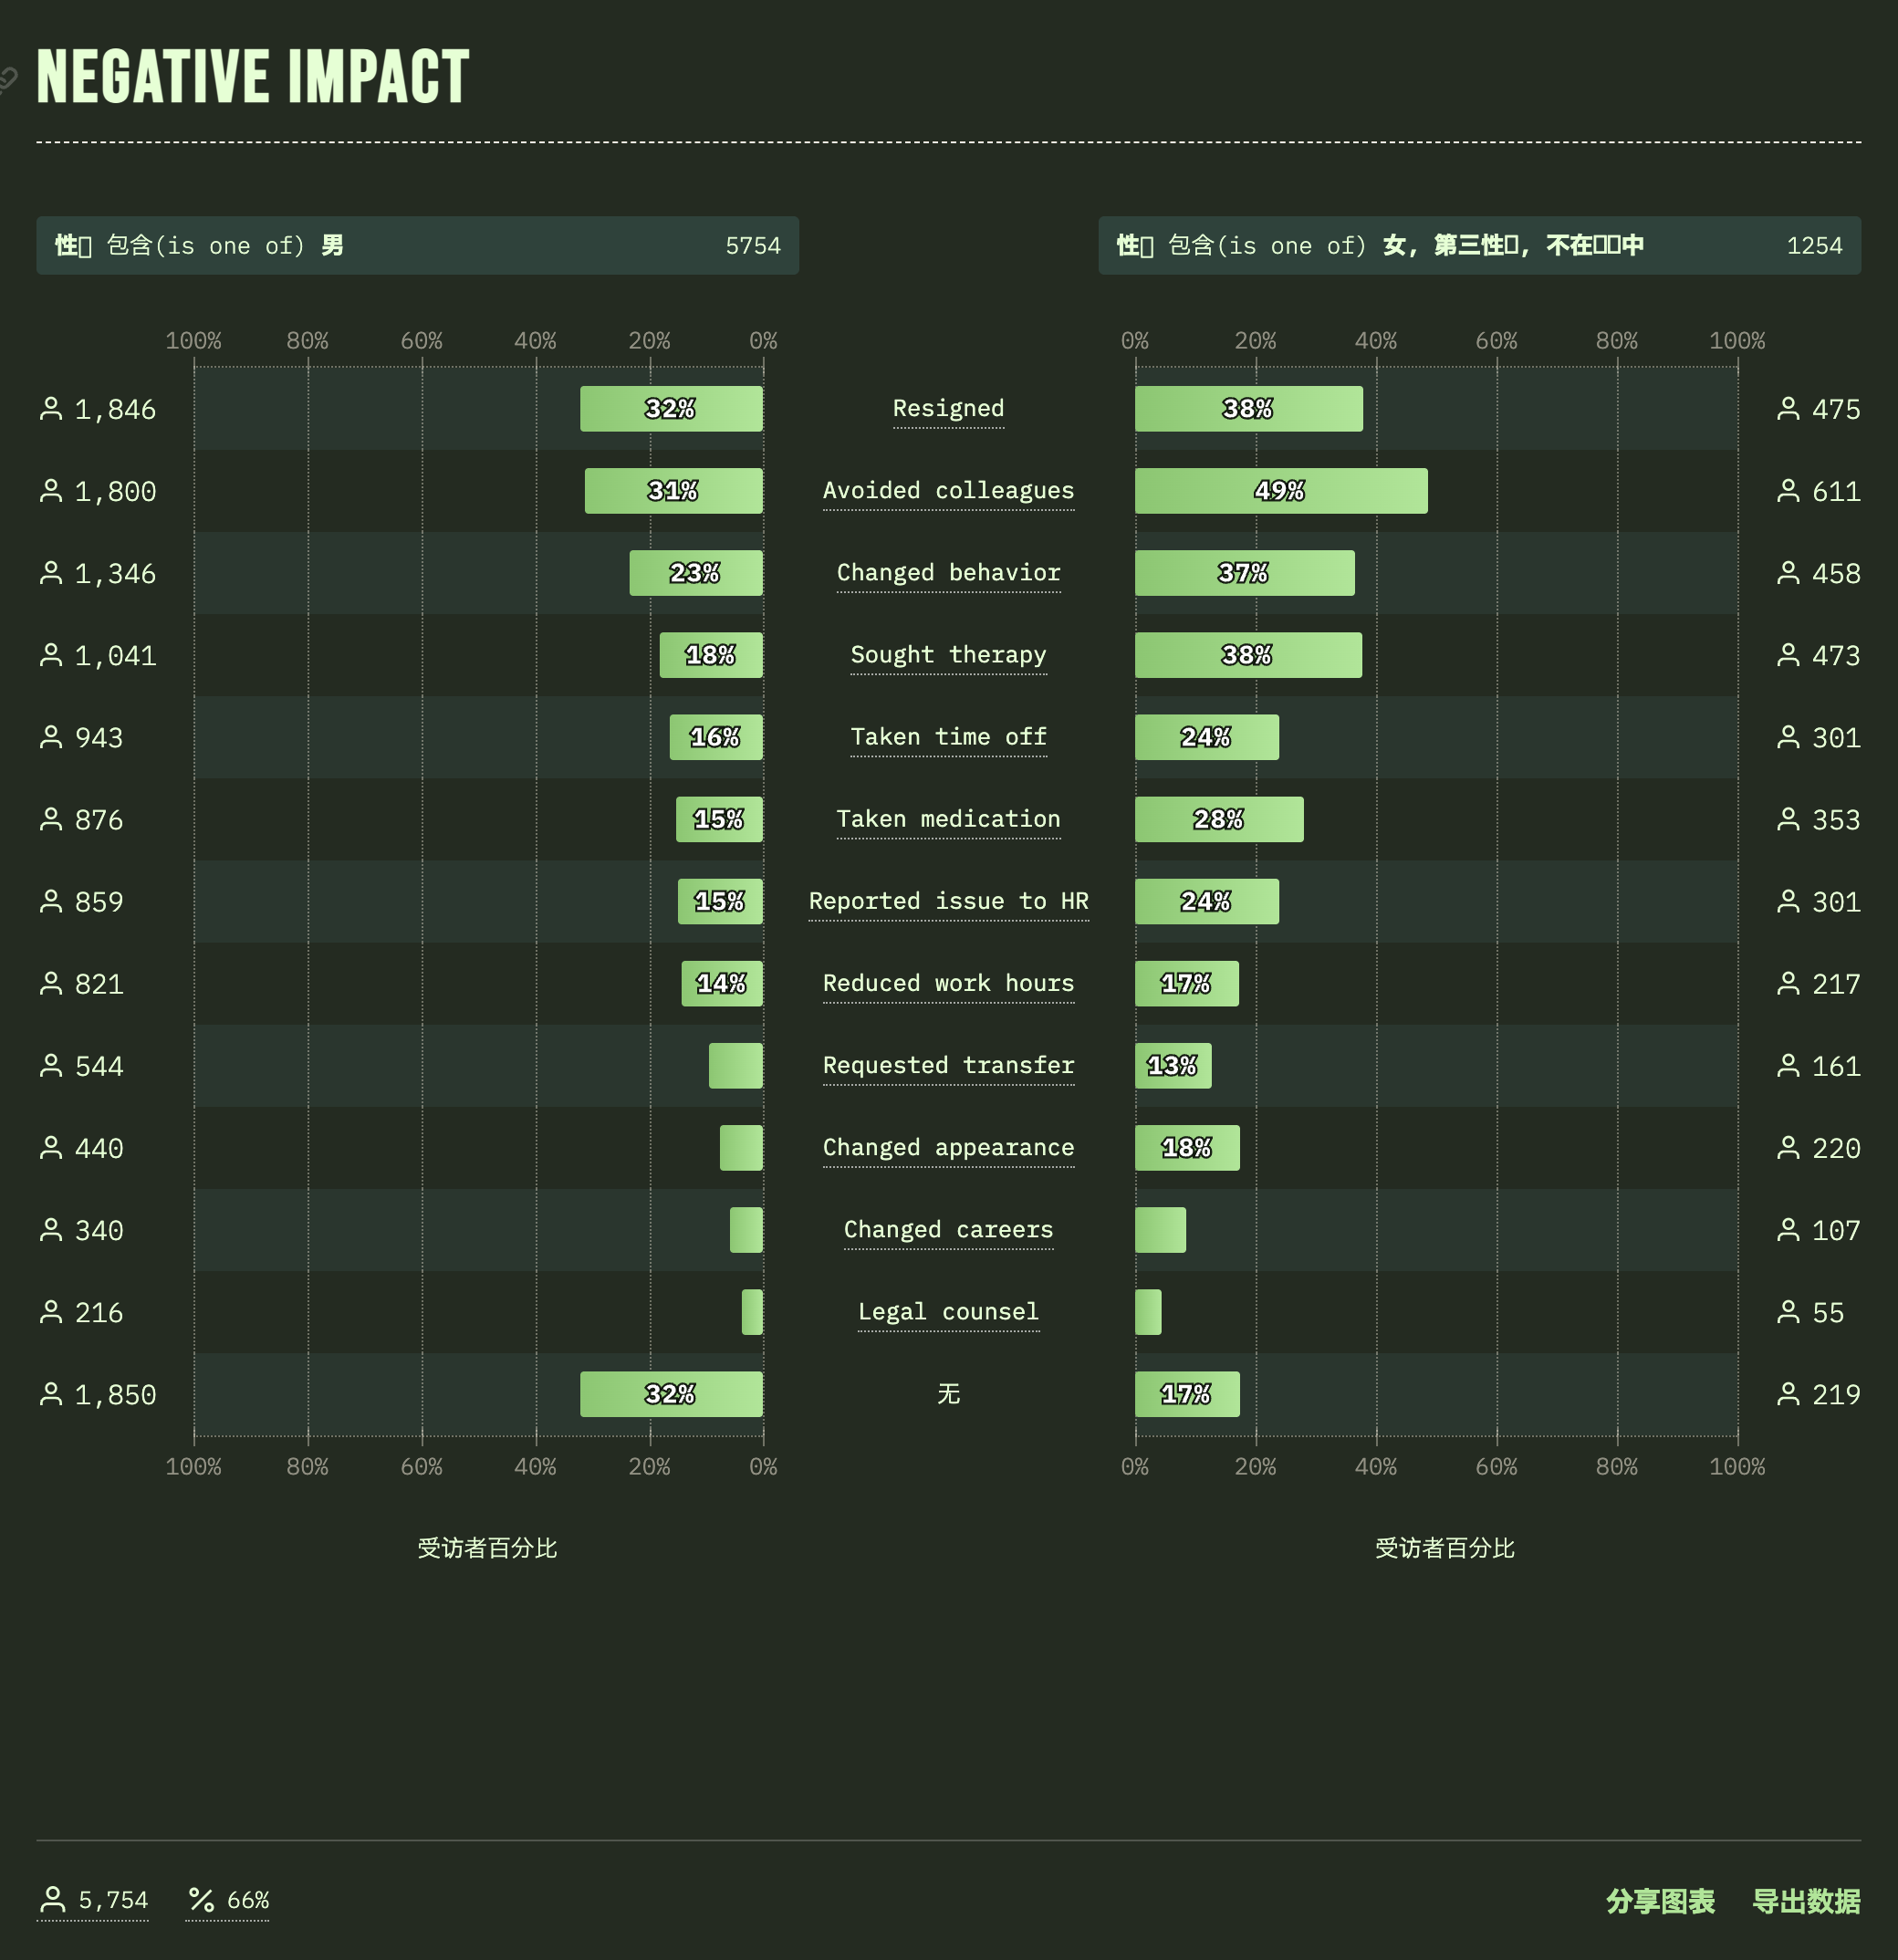 NEGATIVE IMPACT
性 包含(is one of) 男 5754
性 包含(is one of) 女, 第三性, 不在中 1254
100% 80% 60% 40% 20% 0% 0% 20% 40% 60% 80% 100%
1,846 32% Resigned 38% 475
1,800 31% Avoided colleagues 49% 611
1,346 23% Changed behavior 37% 458
1,041 18% Sought therapy 38% 473
943 16% Taken time off 24% 301
876 15% Taken medication 28% 353
859 15% Reported issue to HR 24% 301
821 14% Reduced work hours 17% 217
544 Requested transfer 13% 161
440 Changed appearance 18% 220
340 Changed careers 107
216 Legal counsel 55
1,850 32% 无 17% 219
100% 80% 60% 40% 20% 0% 0% 20% 40% 60% 80% 100%
受访者百分比 受访者百分比
5,754 66% 分享图表 导出数据